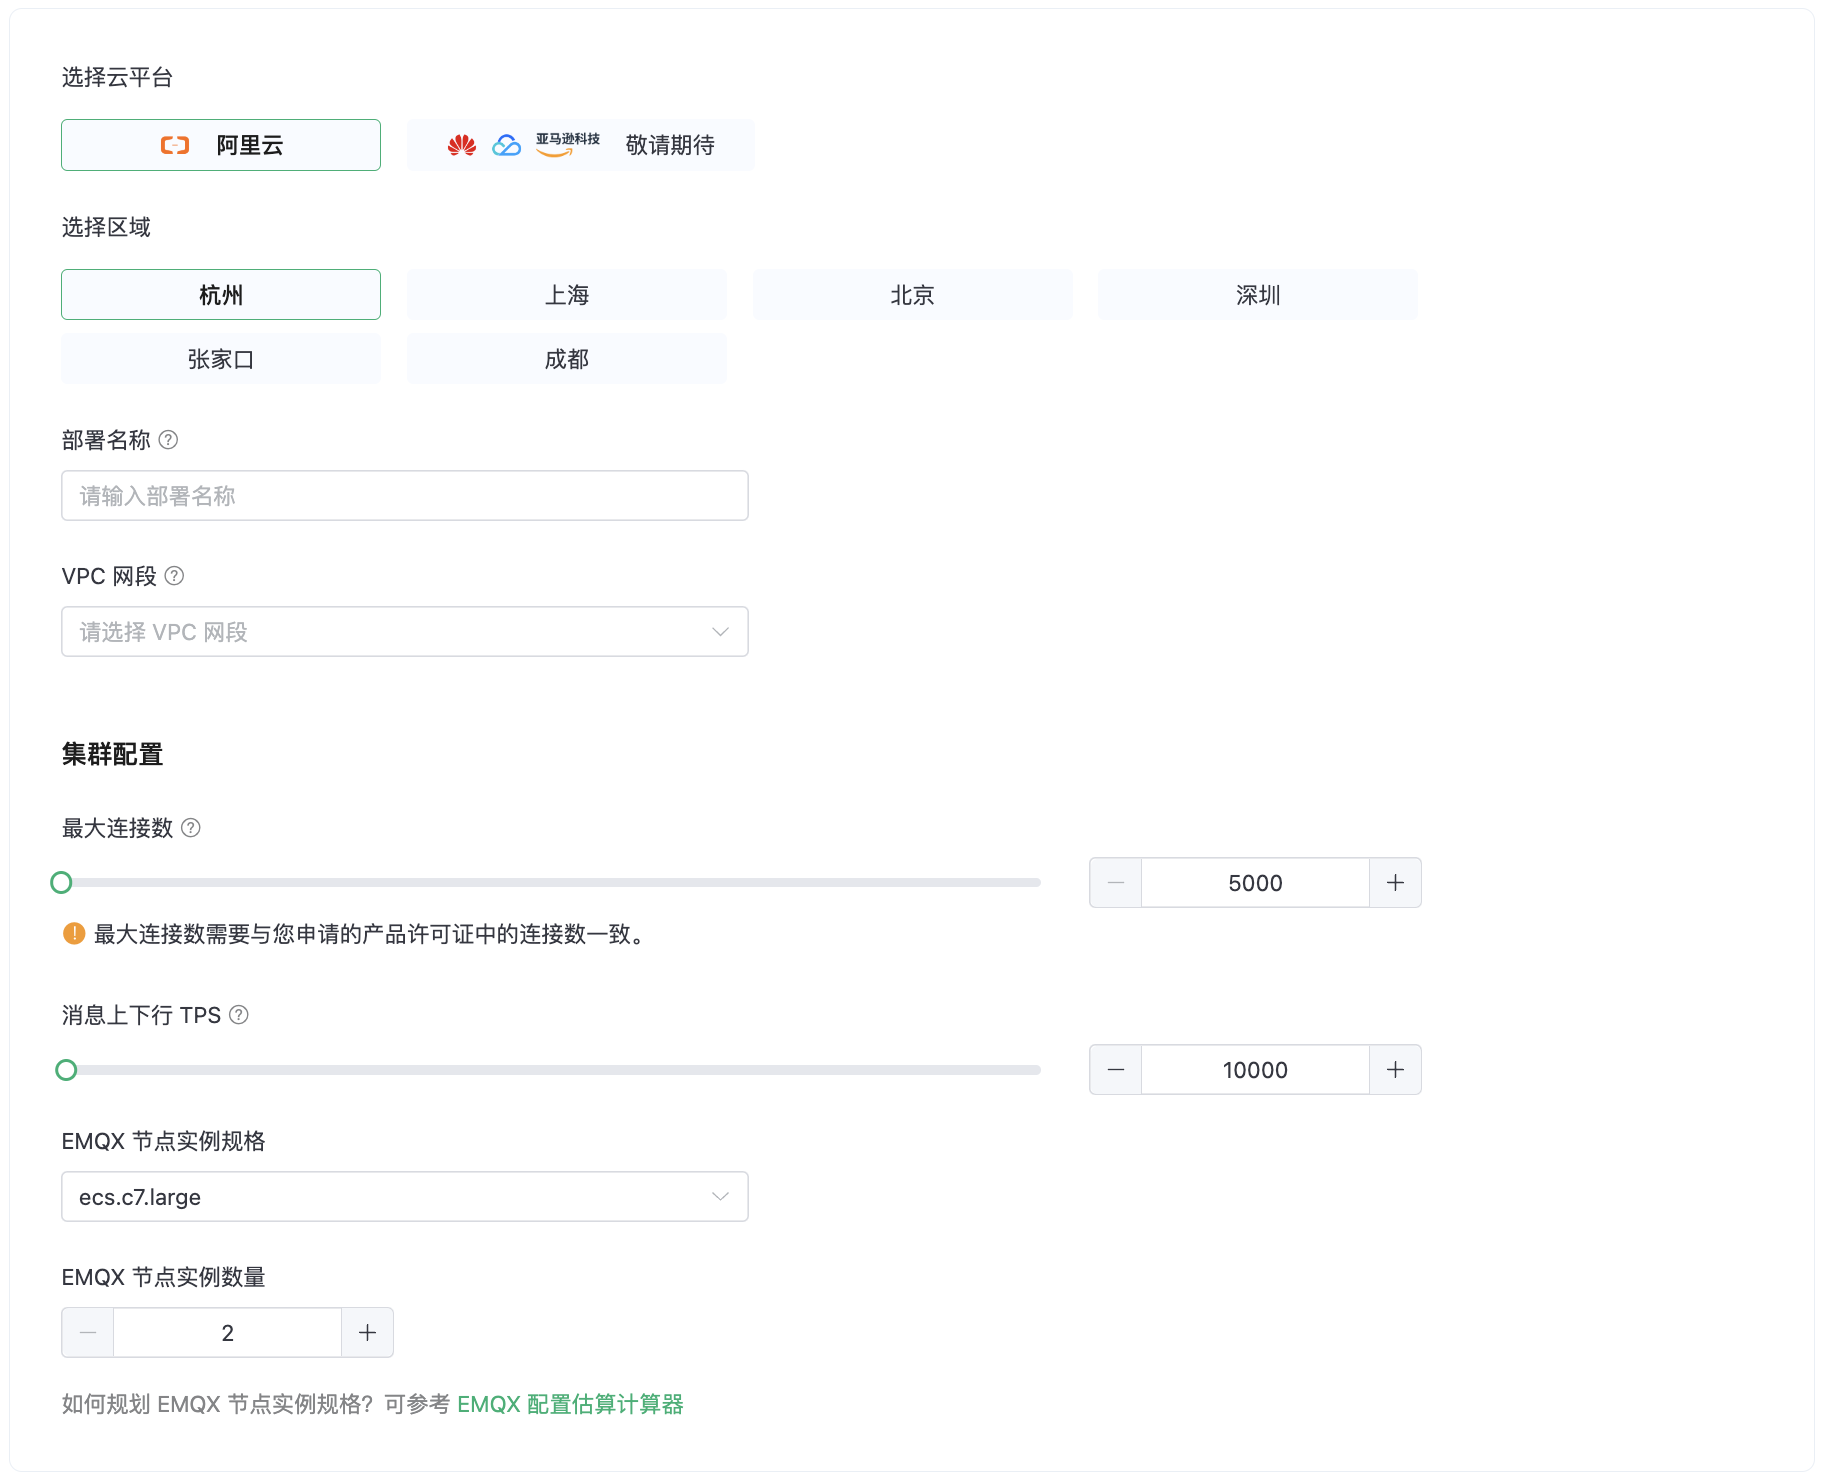 选择云平台
阿里云
亚马逊科技 敬请期待
选择区域
杭州 上海 北京 深圳
张家口 成都
部署名称 ?
请输入部署名称
VPC 网段 ?
请选择 VPC 网段
集群配置
最大连接数 ?
5000
! 最大连接数需要与您申请的产品许可证中的连接数一致。
消息上下行 TPS ?
10000
EMQX 节点实例规格
ecs.c7.large
EMQX 节点实例数量
2
如何规划 EMQX 节点实例规格？可参考 EMQX 配置估算计算器